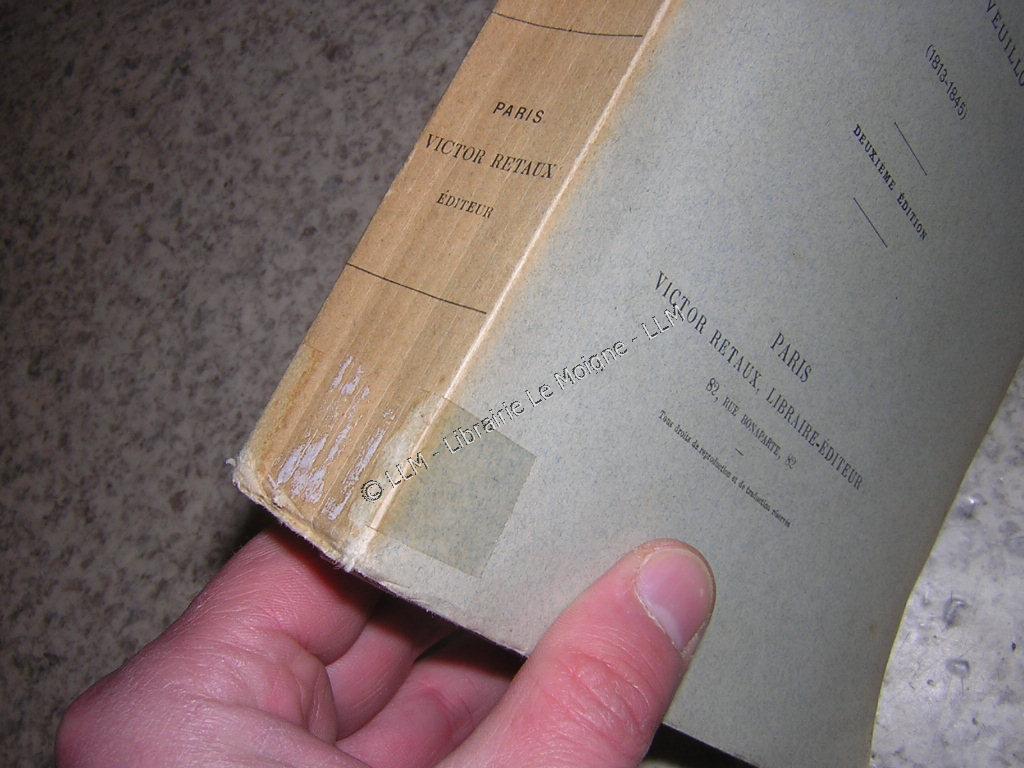 PARIS
VICTOR RETAUX
ÉDITEUR
VEUILLO
(1813-1845)
DEUXIÈME ÉDITION
PARIS
VICTOR RETAUX, LIBRAIRE-ÉDITEUR
82, RUE BONAPARTE, 82
Tous droits de reproduction et de traduction réservés
© LLM - Librairie Le Moigne - LLM